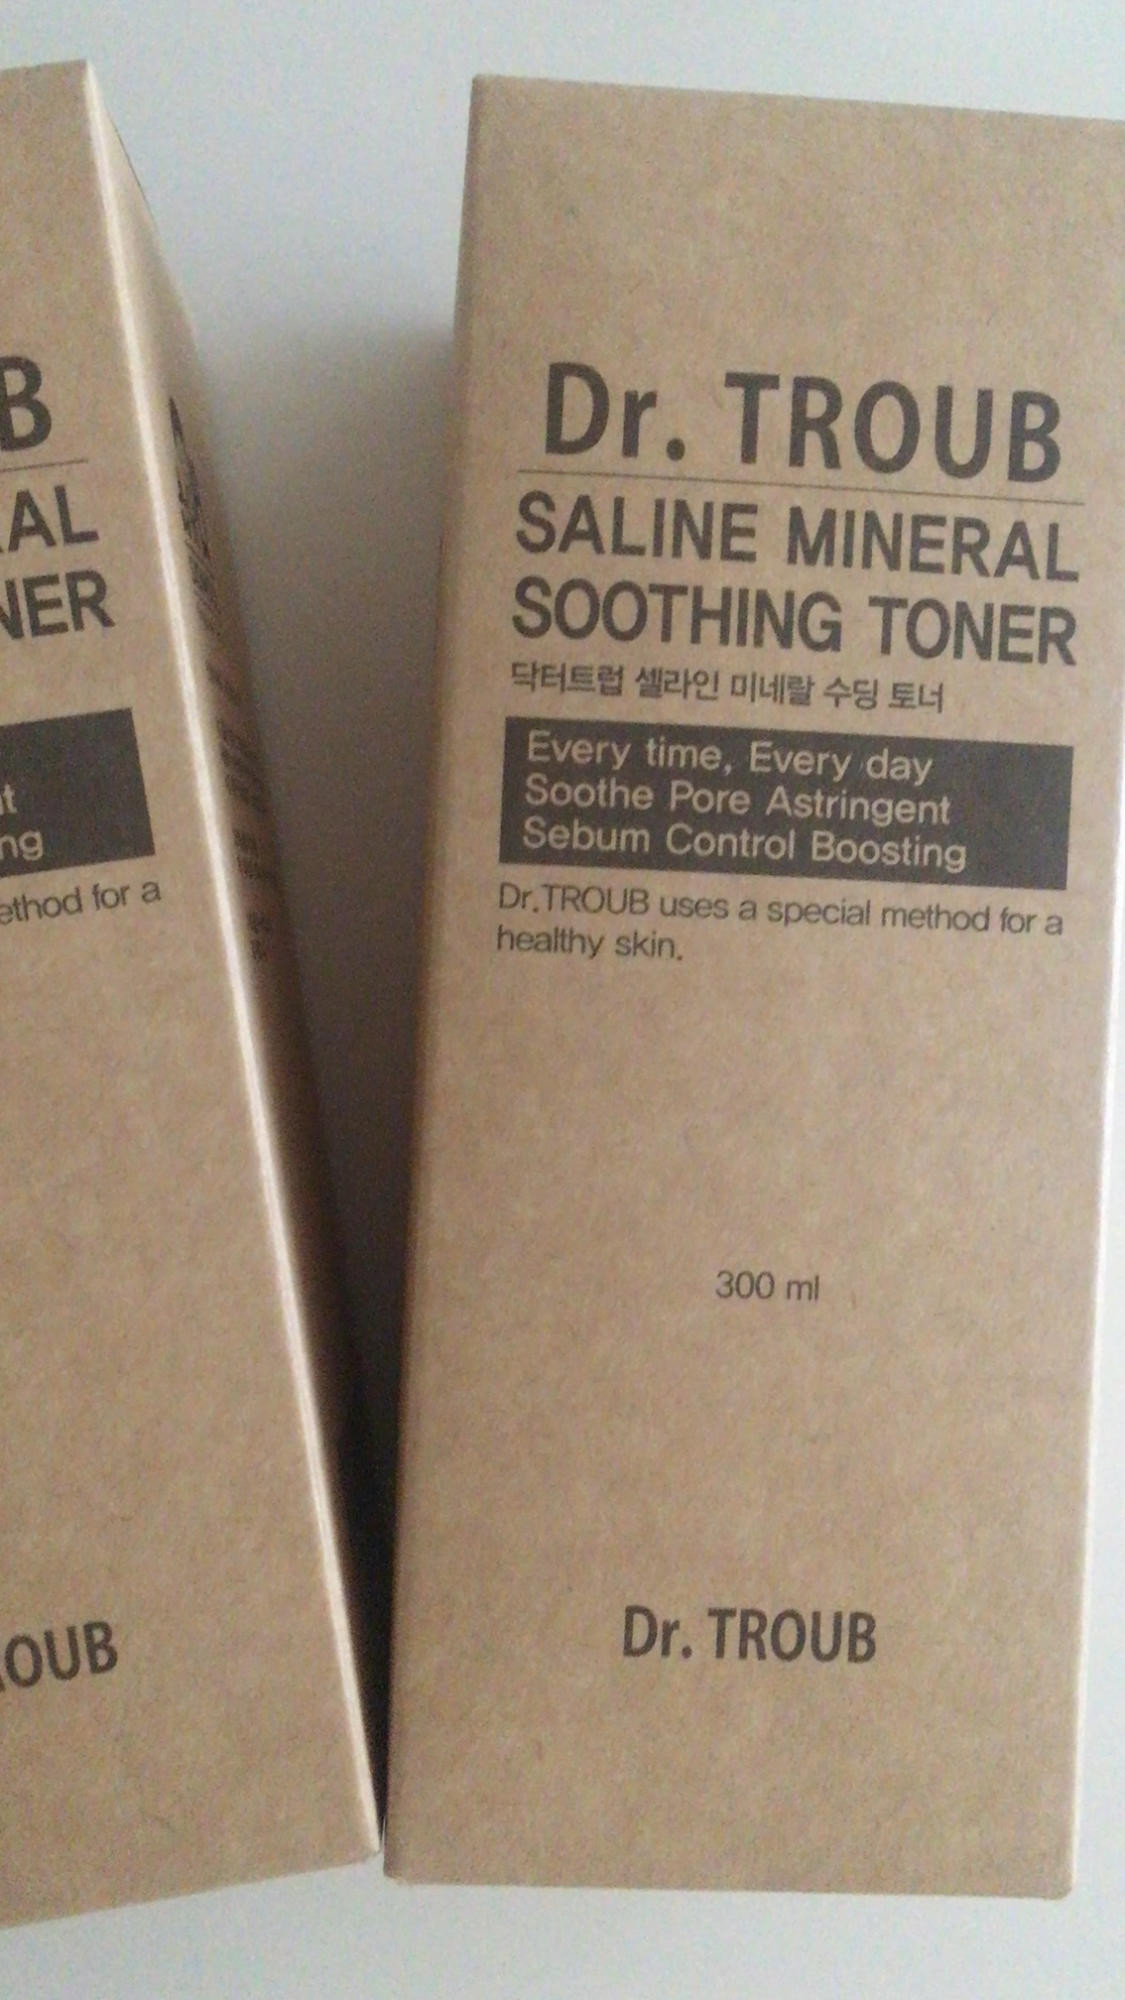 B
AL
NER
t
ng
ethod for a
OUB
Dr. TROUB
SALINE MINERAL
SOOTHING TONER
닥터트럽 셀라인 미네랄 수딩 토너
Every time, Every day
Soothe Pore Astringent
Sebum Control Boosting
Dr.TROUB uses a special method for a
healthy skin.
300 ml
Dr. TROUB